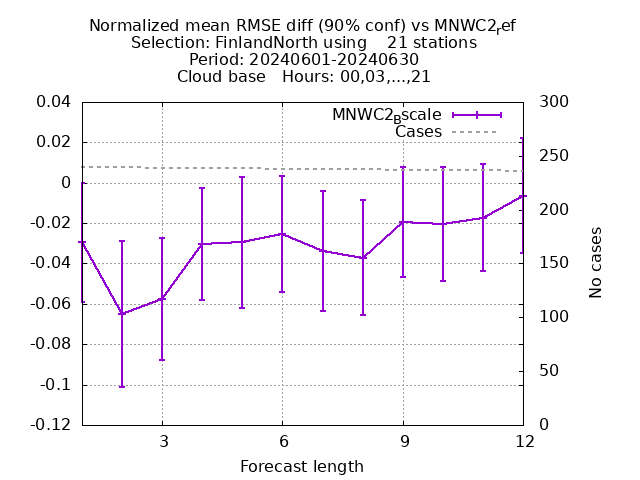 Normalized mean RMSE diff (90% conf) vs MNWC2ref
Selection: FinlandNorth using 21 stations
Period: 20240601-20240630
Cloud base Hours: 00,03,...,21
MNWC2Bscale
Cases
0.04
0.02
0
-0.02
-0.04
-0.06
-0.08
-0.1
-0.12
300
250
200
150
100
50
0
No cases
3
6
9
12
Forecast length